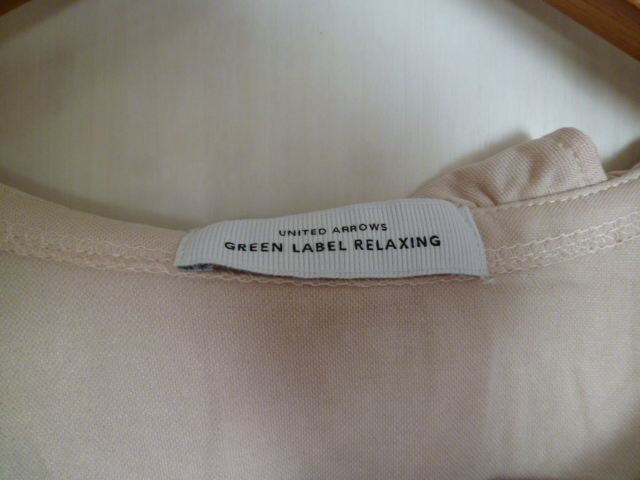 UNITED ARROWS
GREEN LABEL RELAXING